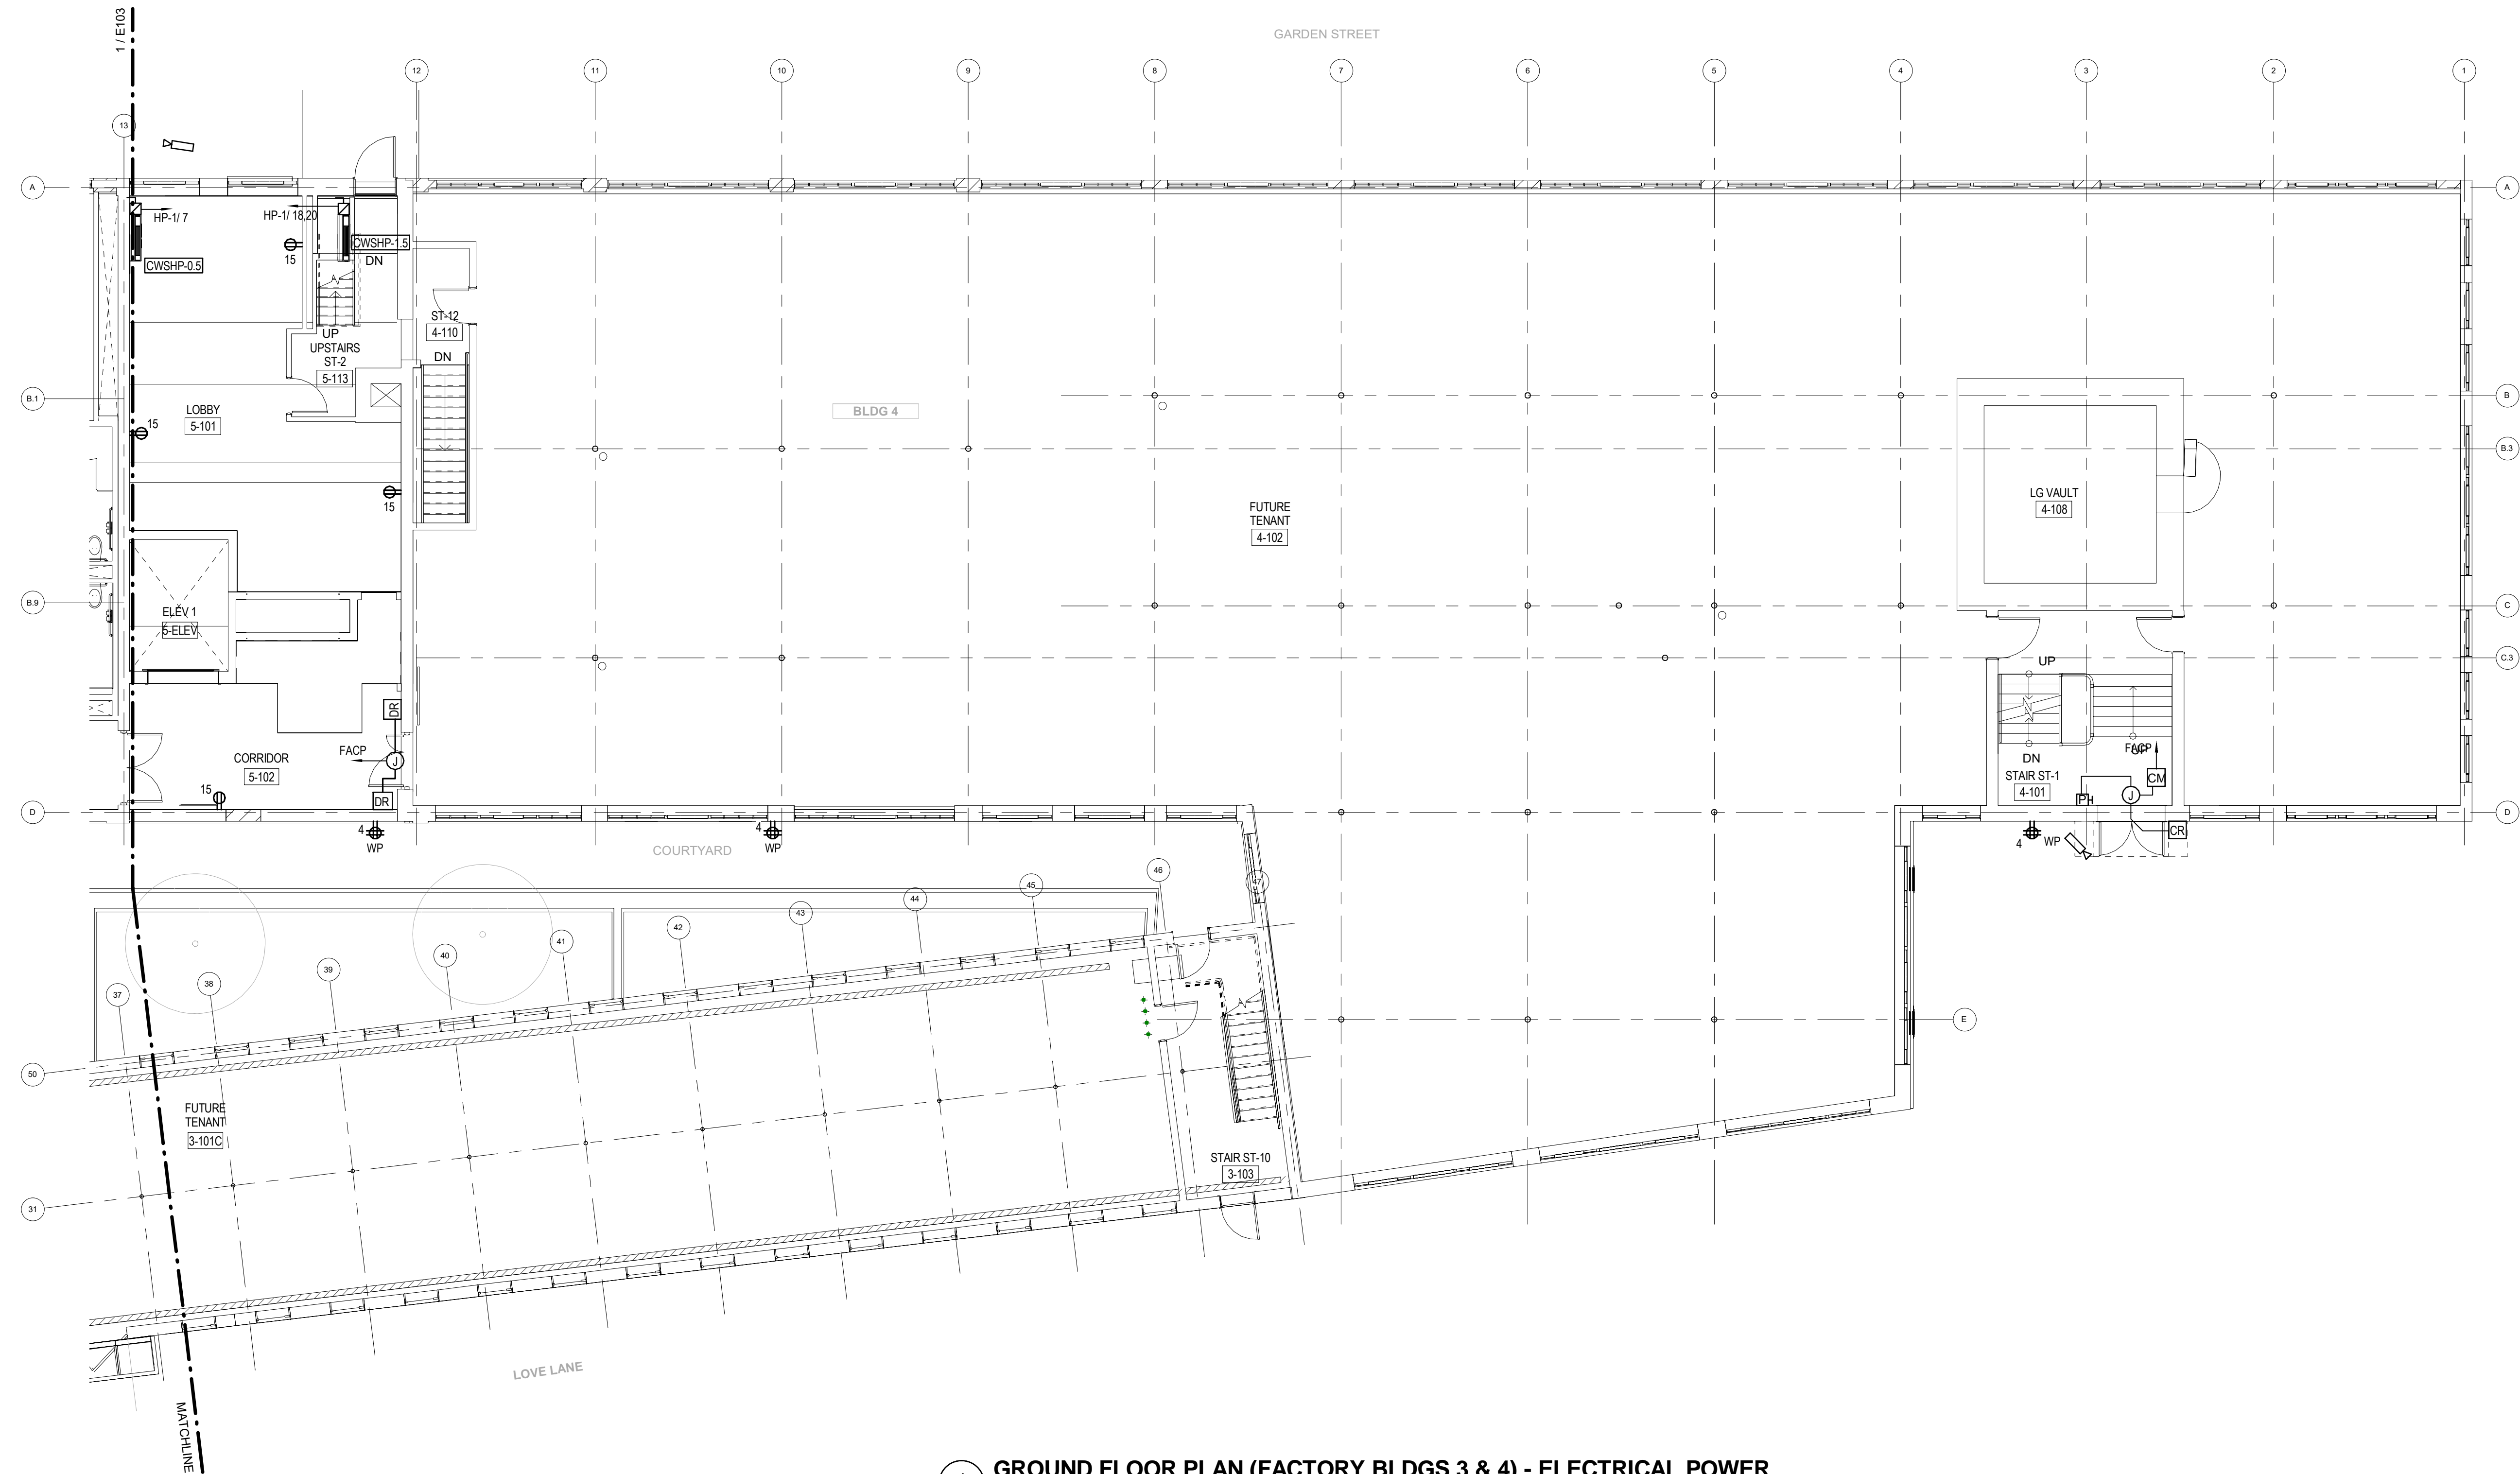 1 / E103
GARDEN STREET
12
11
10
9
8
7
6
5
4
3
2
1
13
A
A
HP-1/ 7
HP-1/ 18,20
15
CWSHP-1.5
CWSHP-0.5
DN
ST-12
4-110
UP
UPSTAIRS
ST-2
5-113
DN
B.1
B
LOBBY
5-101
15
BLDG 4
B.3
15
LG VAULT
4-108
FUTURE
TENANT
4-102
B.9
C
ELEV 1
5-ELEV
C.3
UP
DR
FACP
J
CORRIDOR
5-102
DN
FACP
UP
STAIR ST-1
4-101
CM
PH
J
15
DR
D
D
4
WP
4
WP
4
WP
CR
COURTYARD
46
47
45
44
43
42
41
40
39
38
37
E
50
31
FUTURE
TENANT
3-101C
STAIR ST-10
3-103
LOVE LANE
MATCHLINE
GROUND FLOOR PLAN (FACTORY BLDGS 3 & 4) - ELECTRICAL POWER